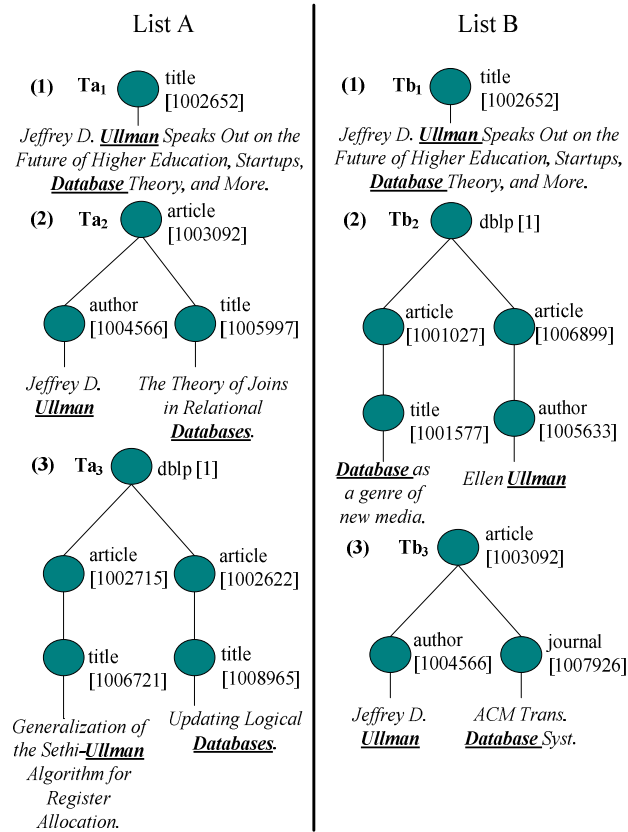 List A
(1) Ta1 title
[1002652]
Jeffrey D. Ullman Speaks Out on the
Future of Higher Education, Startups,
Database Theory, and More.
(2) Ta2 article
[1003092]
author
[1004566]
title
[1005997]
Jeffrey D.
Ullman
The Theory of Joins
in Relational
Databases.
(3) Ta3 dblp [1]
article
[1002715]
article
[1002622]
title
[1006721]
title
[1008965]
Generalization of
the Sethi-Ullman
Algorithm for
Register
Allocation.
Updating Logical
Databases.
List B
(1) Tb1 title
[1002652]
Jeffrey D. Ullman Speaks Out on the
Future of Higher Education, Startups,
Database Theory, and More.
(2) Tb2 dblp [1]
article
[1001027]
article
[1006899]
title
[1001577]
author
[1005633]
Database as
a genre of
new media.
Ellen Ullman
(3) Tb3 article
[1003092]
author
[1004566]
journal
[1007926]
Jeffrey D.
Ullman
ACM Trans.
Database Syst.